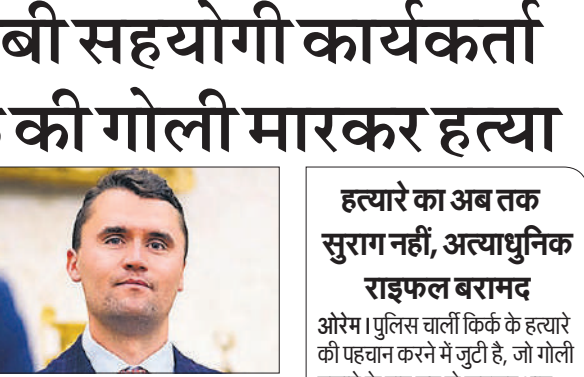 सहयोगी कार्यकर्ता
की गोली मारकर हत्या
हत्यारे का अब तक
सुराग नहीं, अत्याधुनिक
राइफल बरामद
ओरेम। पुलिस चार्ली किर्क के हत्यारे
की पहचान करने में जुटी है, जो गोली